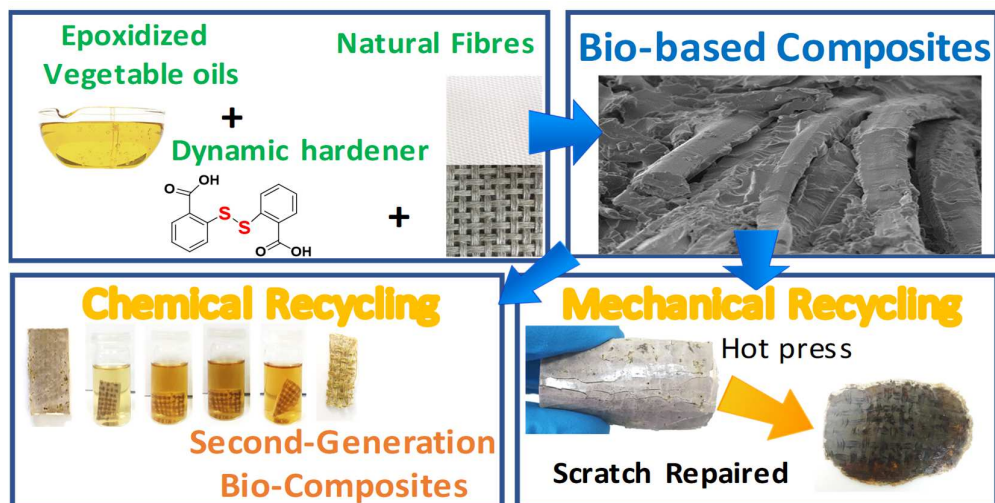 Epoxidized
Vegetable oils
+
Natural Fibres
Dynamic hardener
+
OH
O
S
S
O
OH
Bio-based Composites
Chemical Recycling
Second-Generation
Bio-Composites
Mechanical Recycling
Hot press
Scratch Repaired